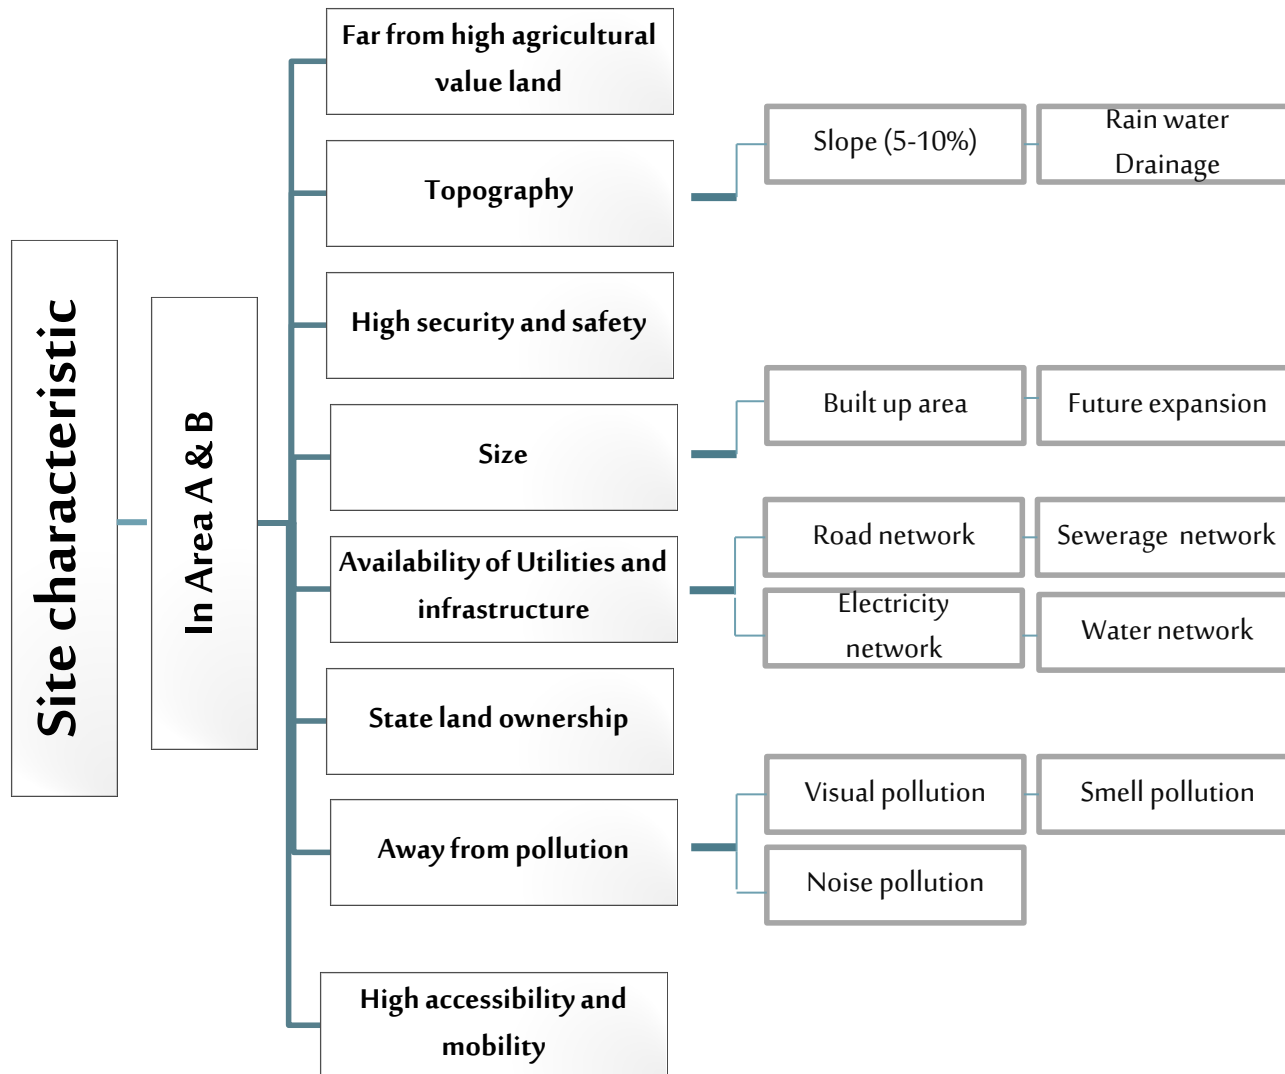 Site characteristic
In Area A & B
Far from high agricultural
value land
Topography
Slope (5-10%)
Rain water
Drainage
High security and safety
Size
Built up area
Future expansion
Availability of Utilities and
infrastructure
Road network
Sewerage network
Electricity
network
Water network
State land ownership
Away from pollution
Visual pollution
Smell pollution
Noise pollution
High accessibility and
mobility